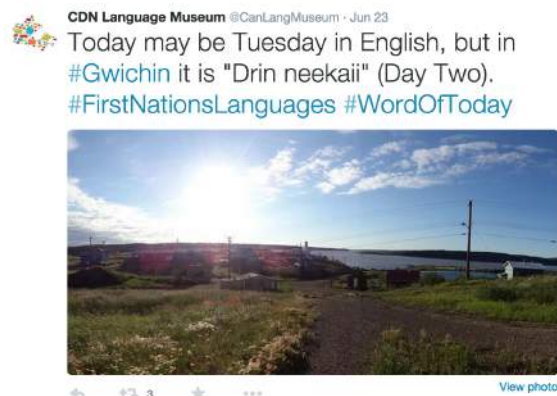 CDN Language Museum @CanLangMuseum · Jun 23
Today may be Tuesday in English, but in
#Gwichin it is "Drin neekaii" (Day Two).
#FirstNationsLanguages #WordOfToday
3
View photo